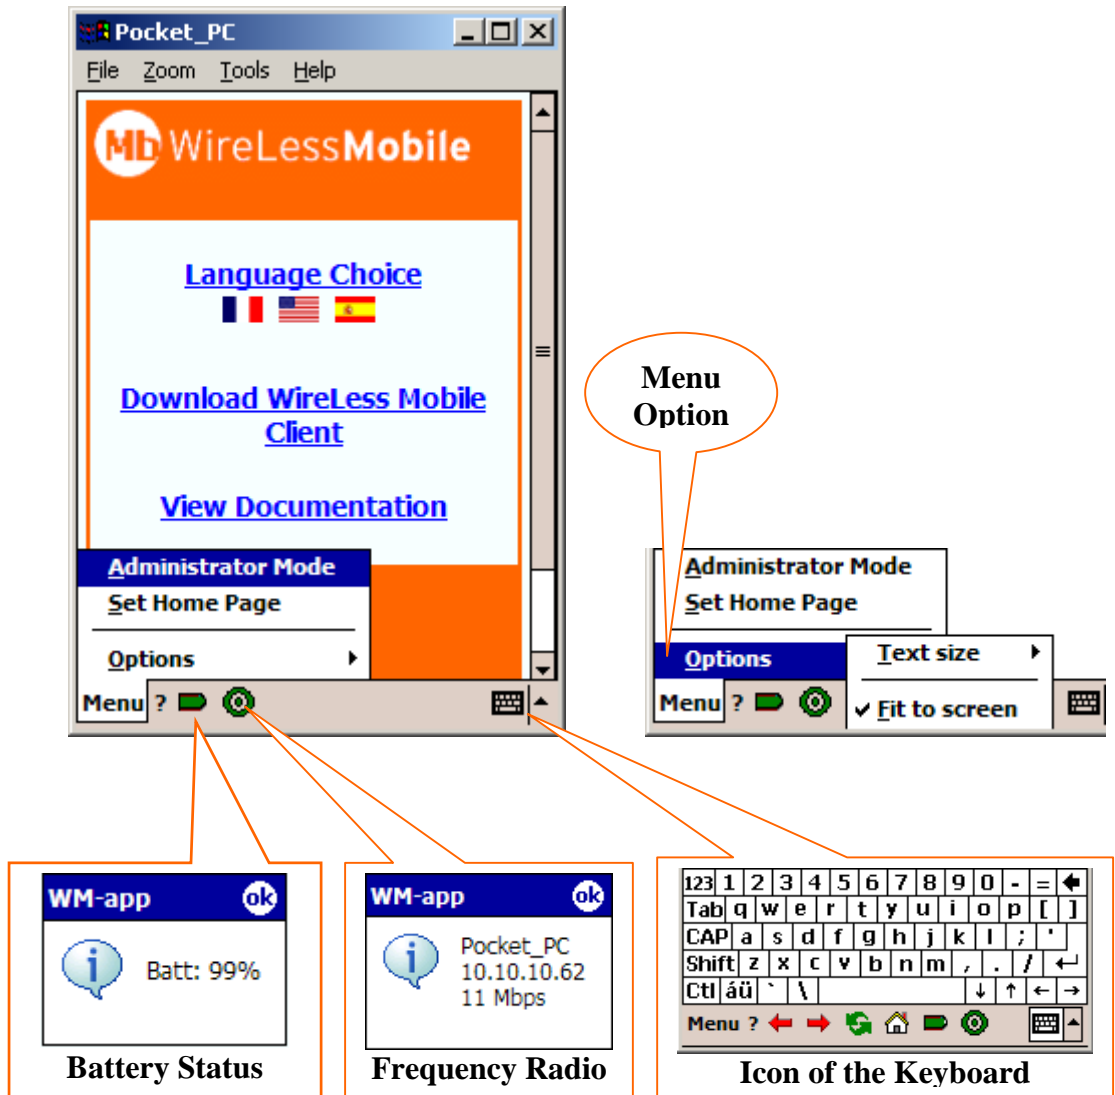 Pocket_PC
File Zoom Tools Help
Mb WireLessMobile
Language Choice
Download WireLess Mobile
Client
View Documentation
Administrator Mode
Set Home Page
Options
Menu ?
Menu
Option
Administrator Mode
Set Home Page
Options
Text size
Fit to screen
Menu ?
WM-app ok
i
Batt: 99%
Battery Status
WM-app ok
i
Pocket_PC
10.10.10.62
11 Mbps
Frequency Radio
123 1 2 3 4 5 6 7 8 9 0 - = 🡄
Tab q w e r t y u i o p [ ]
CAP a s d f g h j k l ; '
Shift z x c v b n m , . / ↵
Ctl áü ` \ ↓ ↑ ← →
Menu ?
Icon of the Keyboard